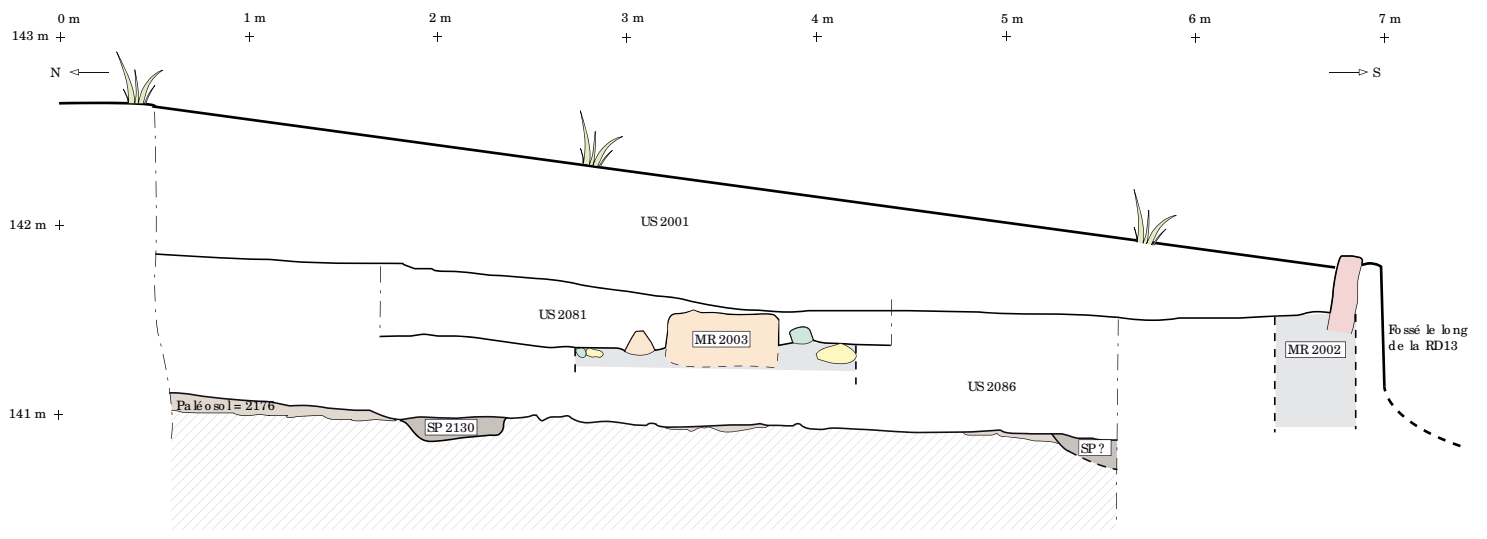 0 m 1 m 2 m 3 m 4 m 5 m 6 m 7 m
143 m
N S
142 m
US 2001
US 2081
MR 2003
Fossé le long
de la RD13
MR 2002
US 2086
Paléosol = 2176
141 m
SP 2130
SP ?